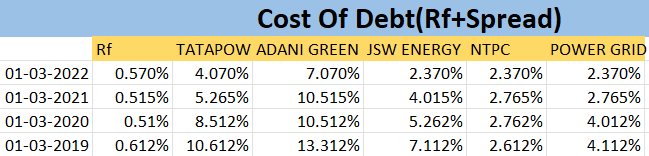 Cost Of Debt(Rf+Spread)
Rf TATAPOW ADANI GREEN JSW ENERGY NTPC POWER GRID
01-03-2022 0.570% 4.070% 7.070% 2.370% 2.370% 2.370%
01-03-2021 0.515% 5.265% 10.515% 4.015% 2.765% 2.765%
01-03-2020 0.51% 8.512% 10.512% 5.262% 2.762% 4.012%
01-03-2019 0.612% 10.612% 13.312% 7.112% 2.612% 4.112%